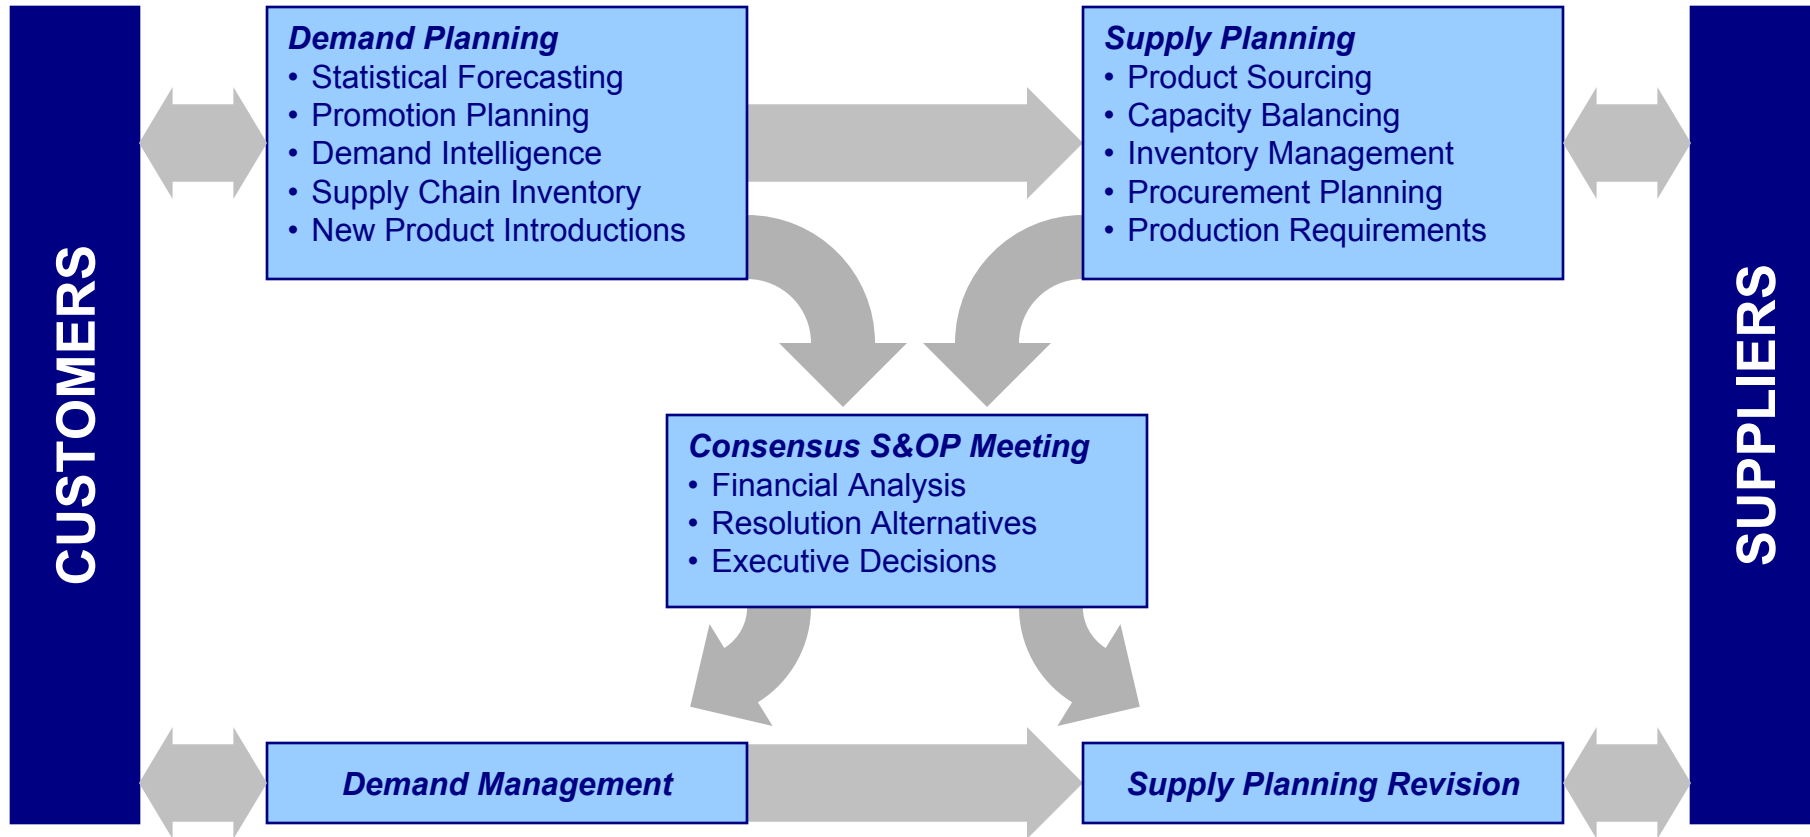 CUSTOMERS
Demand Planning
• Statistical Forecasting
• Promotion Planning
• Demand Intelligence
• Supply Chain Inventory
• New Product Introductions
Supply Planning
• Product Sourcing
• Capacity Balancing
• Inventory Management
• Procurement Planning
• Production Requirements
SUPPLIERS
Consensus S&OP Meeting
• Financial Analysis
• Resolution Alternatives
• Executive Decisions
Demand Management
Supply Planning Revision